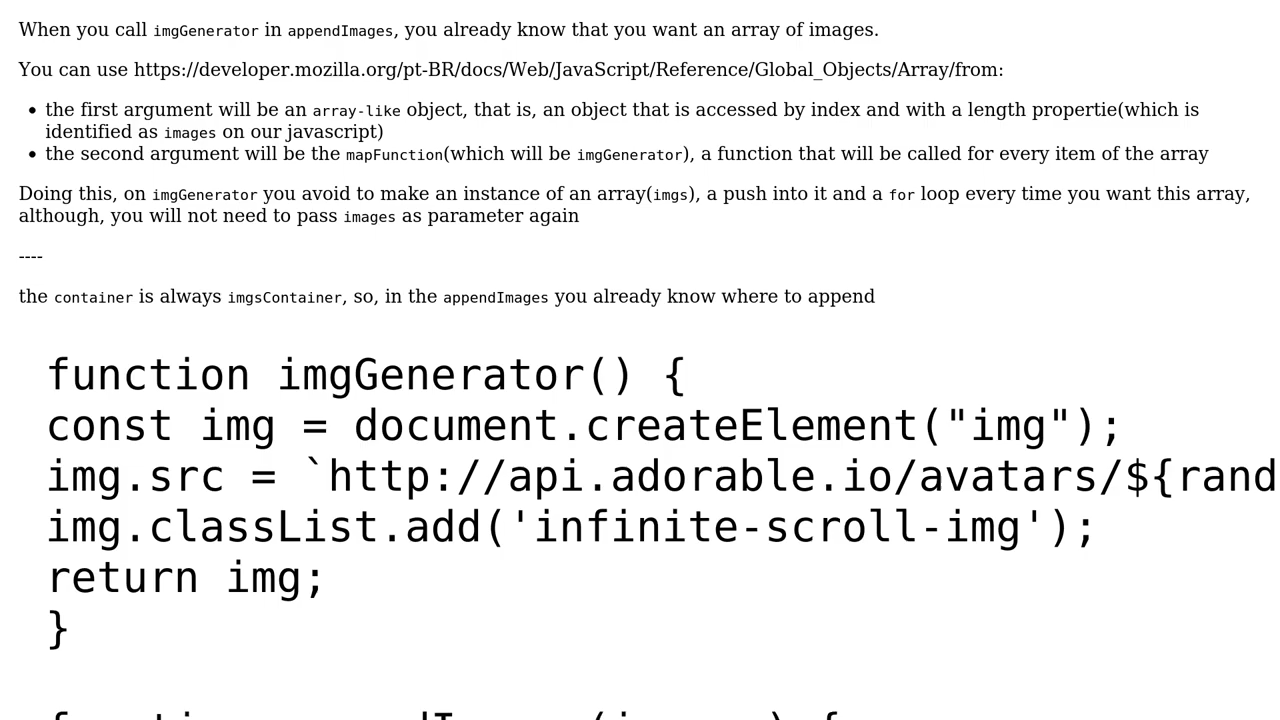 When you call imgGenerator in appendImages, you already know that you want an array of images.
You can use https://developer.mozilla.org/pt-BR/docs/Web/JavaScript/Reference/Global_Objects/Array/from:
• the first argument will be an array-like object, that is, an object that is accessed by index and with a length propertie(which is
identified as images on our javascript)
• the second argument will be the mapFunction(which will be imgGenerator), a function that will be called for every item of the array
Doing this, on imgGenerator you avoid to make an instance of an array(imgs), a push into it and a for loop every time you want this array,
although, you will not need to pass images as parameter again
----
the container is always imgsContainer, so, in the appendImages you already know where to append
function imgGenerator() {
const img = document.createElement("img");
img.src = `http://api.adorable.io/avatars/${rand
img.classList.add('infinite-scroll-img');
return img;
}